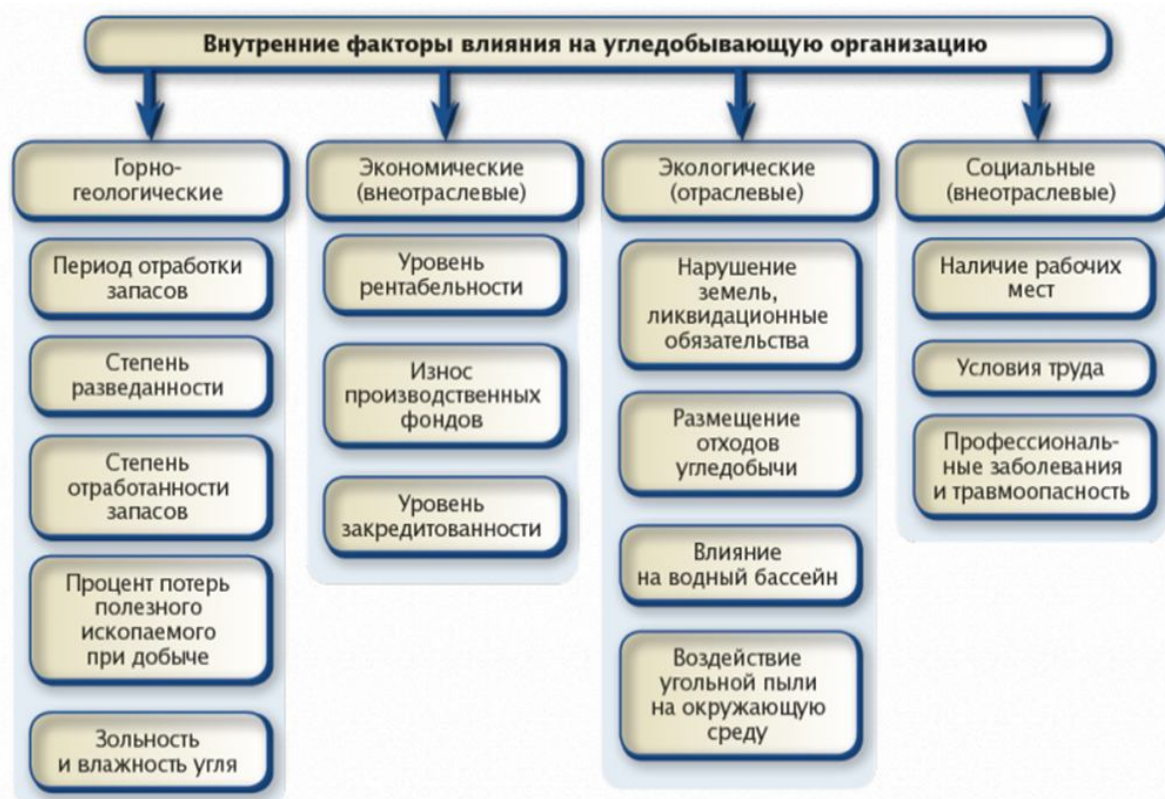 Внутренние факторы влияния на угледобывающую организацию
Горно-
геологические
Период отработки
запасов
Степень
разведанности
Степень
отработанности
запасов
Процент потерь
полезного
ископаемого
при добыче
Зольность
и влажность угля
Экономические
(внеотраслевые)
Уровень
рентабельности
Износ
производственных
фондов
Уровень
закредитованности
Экологические
(отраслевые)
Нарушение
земель,
ликвидационные
обязательства
Размещение
отходов
угледобычи
Влияние
на водный бассейн
Воздействие
угольной пыли
на окружающую
среду
Социальные
(внеотраслевые)
Наличие рабочих
мест
Условия труда
Профессиональ-
ные заболевания
и травмоопасность